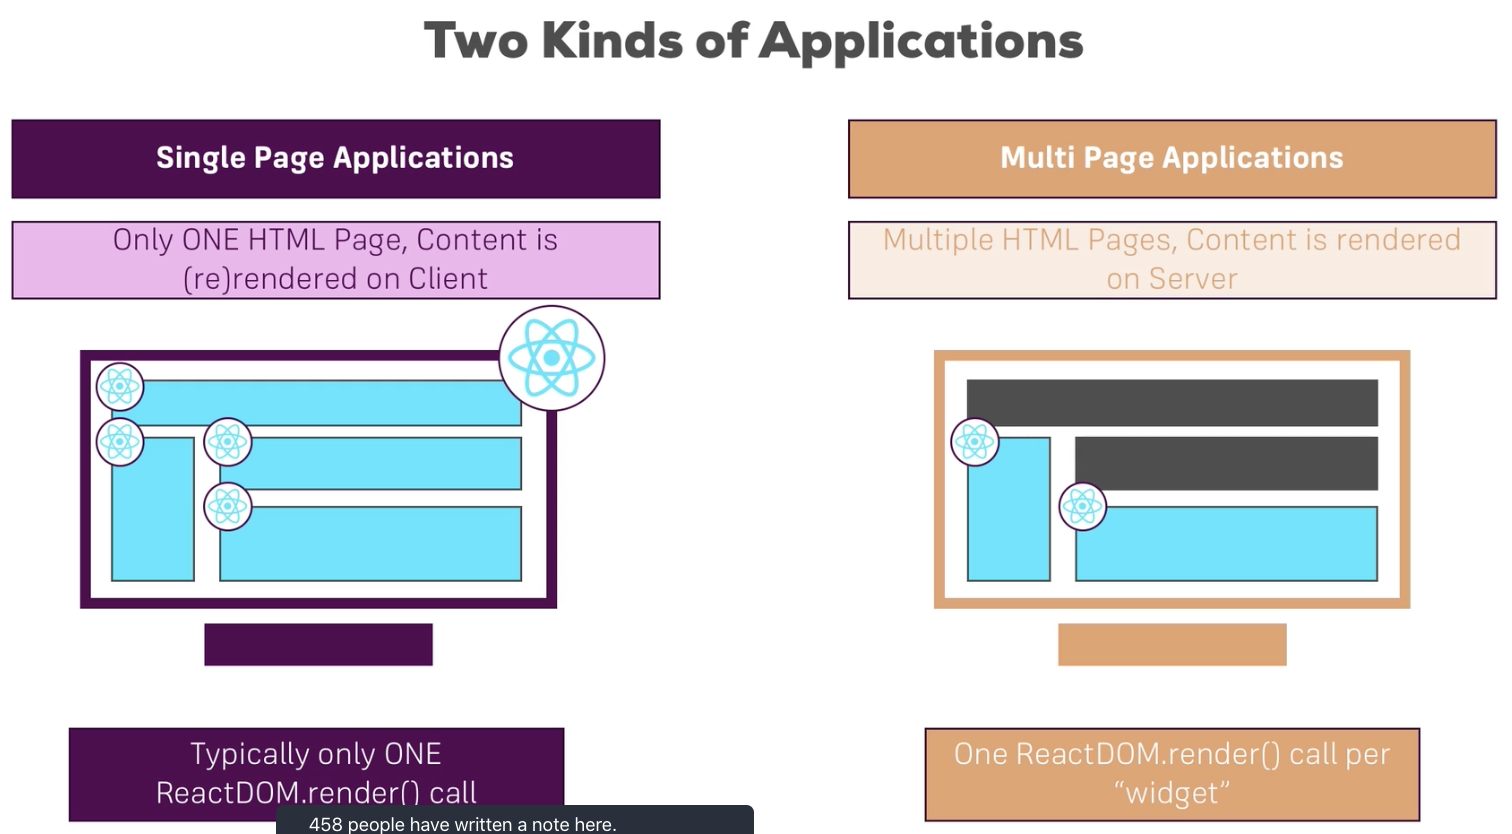 Two Kinds of Applications
Single Page Applications
Only ONE HTML Page, Content is
(re)rendered on Client
Typically only ONE
ReactDOM.render() call
Multi Page Applications
Multiple HTML Pages, Content is rendered
on Server
One ReactDOM.render() call per
“widget”
458 people have written a note here.